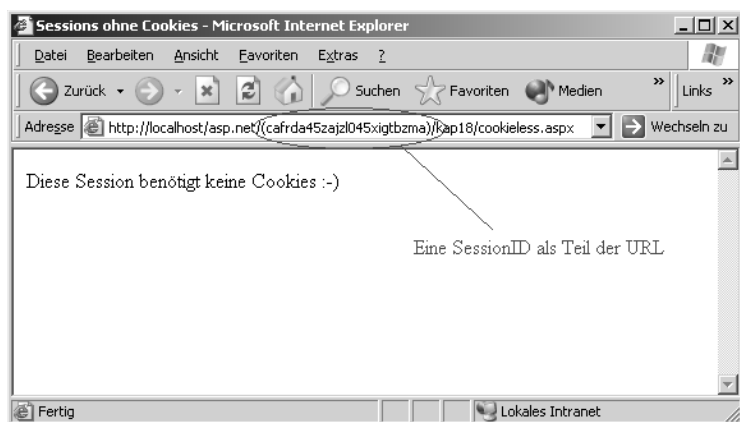 Sessions ohne Cookies - Microsoft Internet Explorer
Datei Bearbeiten Ansicht Favoriten Extras ?
Zurück Suchen Favoriten Medien » Links »
Adresse http://localhost/asp.net/(cafrda45zajzl045xigtbzma)/kap18/cookieless.aspx Wechseln zu
Diese Session benötigt keine Cookies :-)
Eine SessionID als Teil der URL
Fertig Lokales Intranet